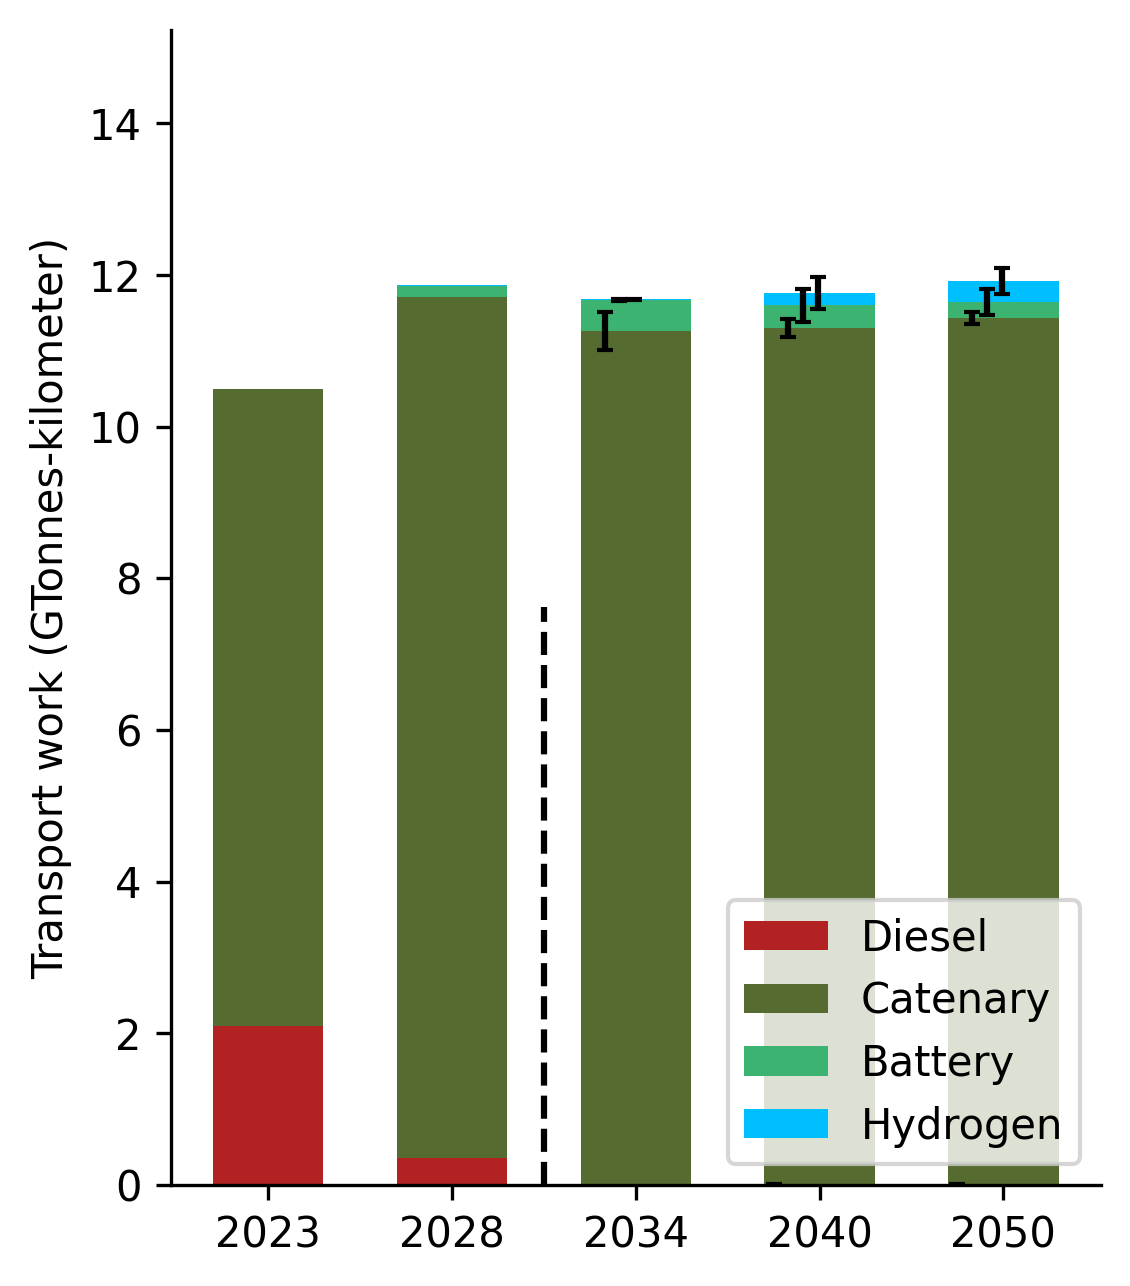 Transport work (GTonnes-kilometer)
14
12
10
8
6
4
2
0
2023 2028 2034 2040 2050
Diesel
Catenary
Battery
Hydrogen